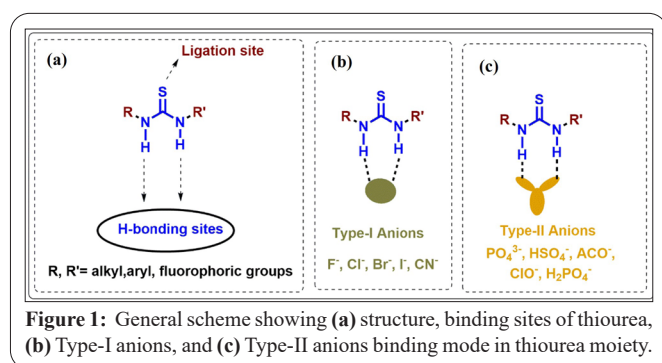 (a)
Ligation site
S
R
R'
N
N
H
H
H-bonding sites
R, R'= alkyl,aryl, fluorophoric groups
(b)
S
R
R'
N
N
H
H
Type-I Anions
F⁻, Cl⁻, Br⁻, I⁻, CN⁻
(c)
S
R
R'
N
N
H
H
Type-II Anions
PO₄³⁻, HSO₄⁻, ACO⁻,
ClO⁻, H₂PO₄⁻
Figure 1: General scheme showing (a) structure, binding sites of thiourea,
(b) Type-I anions, and (c) Type-II anions binding mode in thiourea moiety.